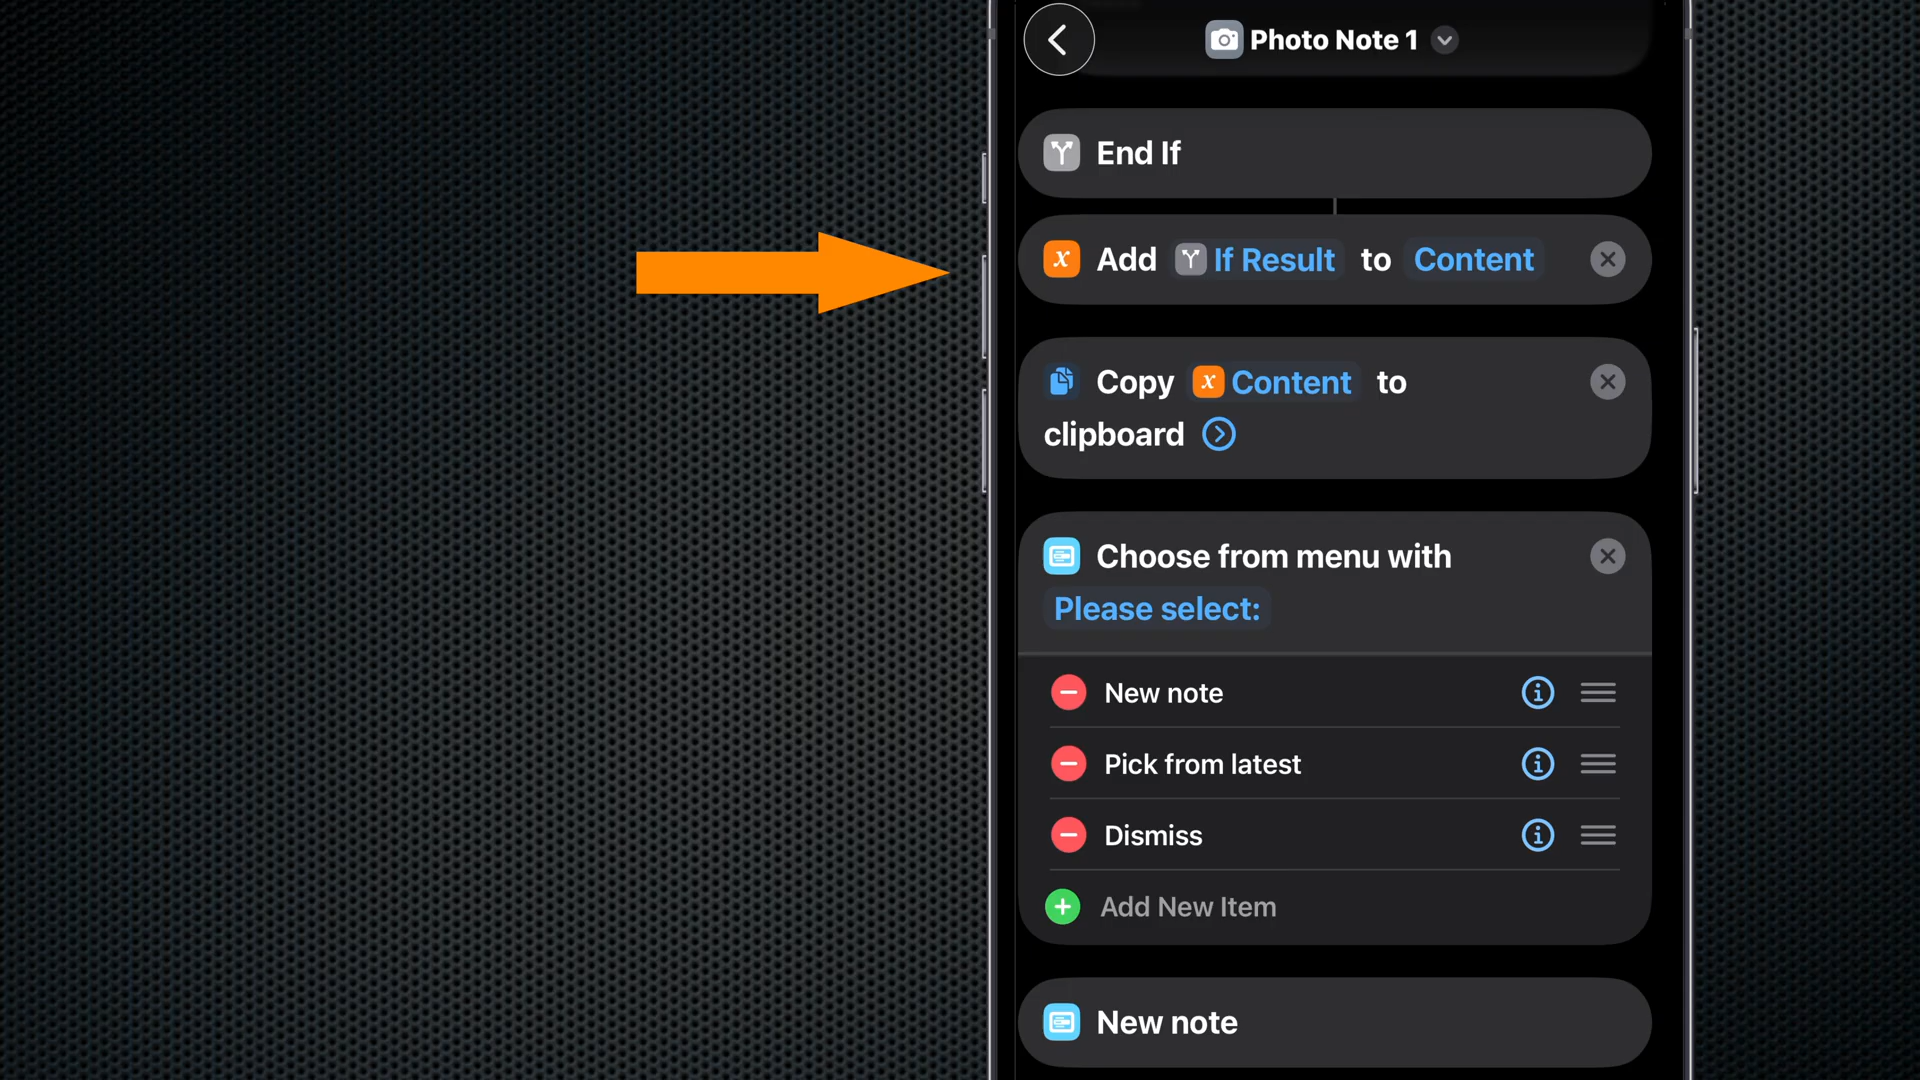 Photo Note 1
End If
Add If Result to Content
Copy Content to
clipboard
Choose from menu with
Please select:
New note
Pick from latest
Dismiss
Add New Item
New note